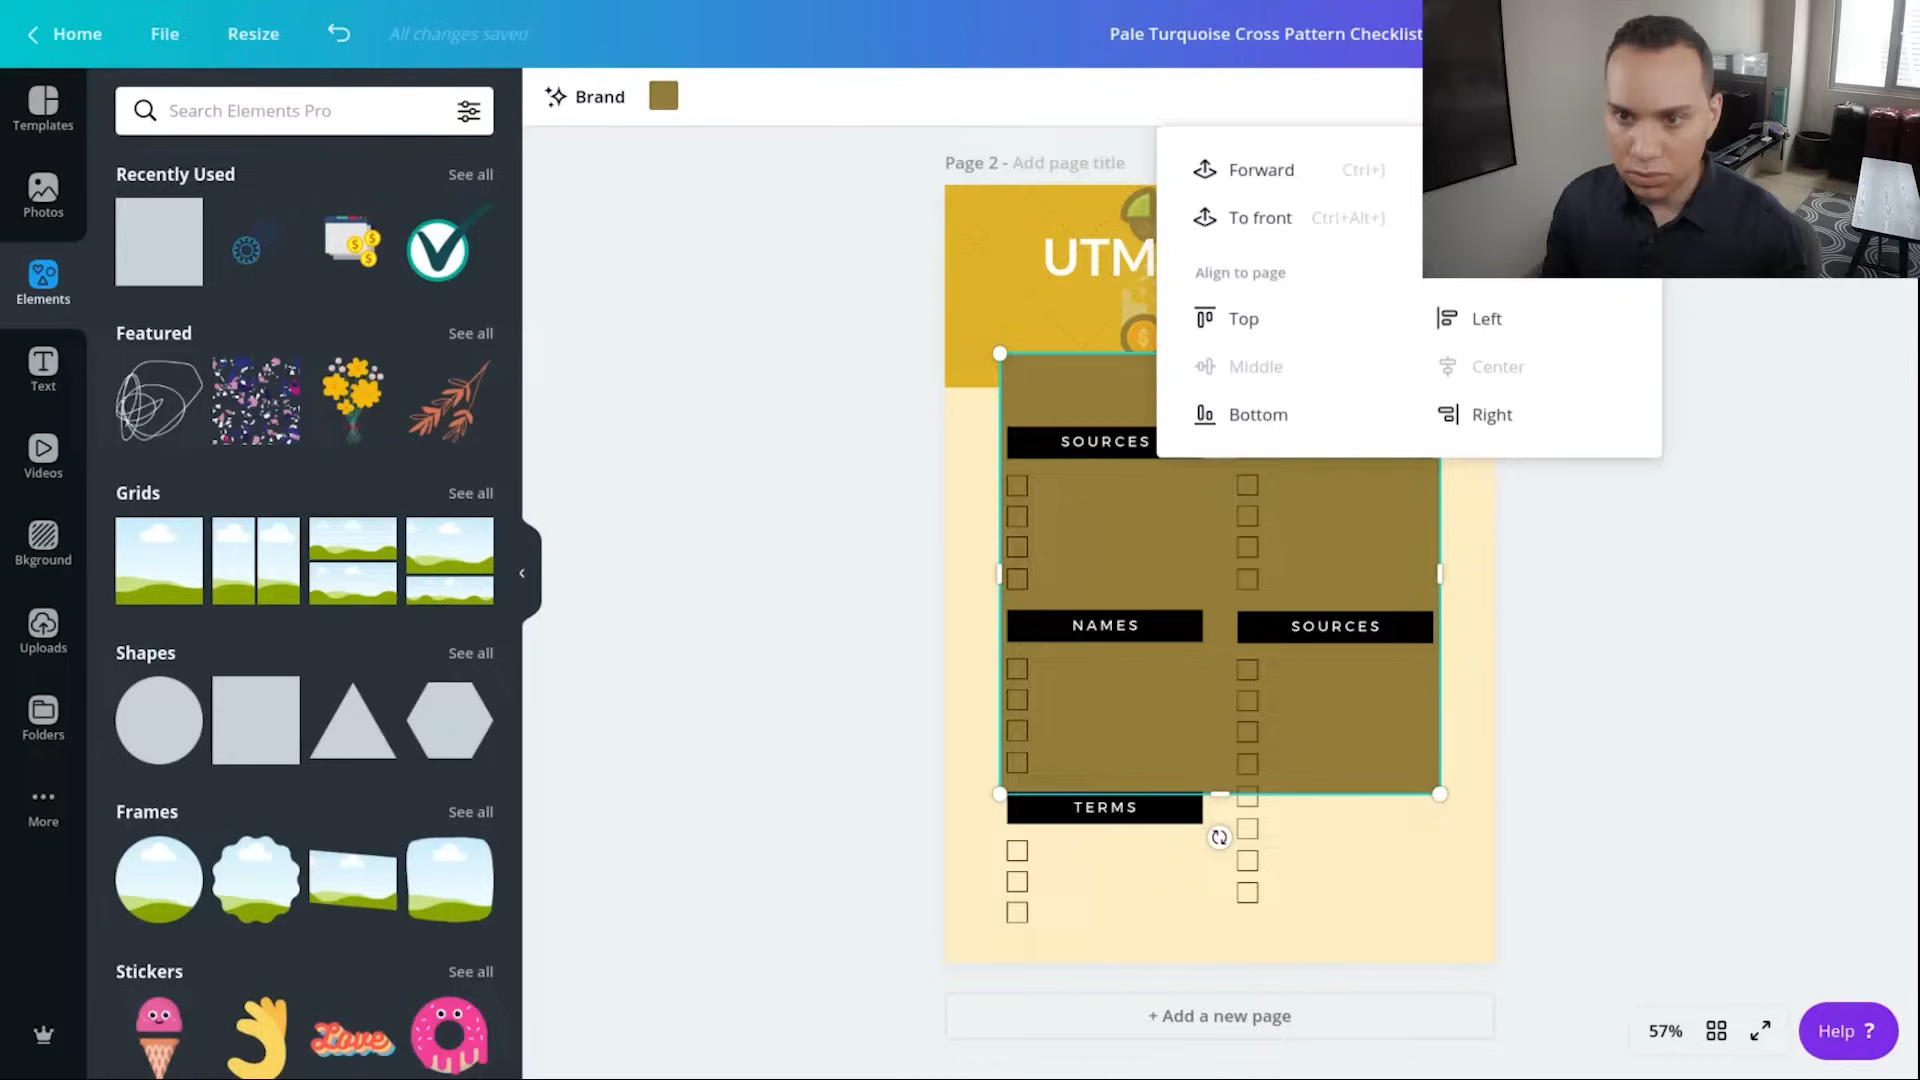 Home
File
Resize
All changes saved
Pale Turquoise Cross Pattern Checklist
Templates
Photos
Elements
Text
Videos
Bkground
Uploads
Folders
More
Search Elements Pro
Recently Used
See all
Featured
See all
Grids
See all
Shapes
See all
Frames
See all
Stickers
See all
Love
Brand
Page 2 - Add page title
UTM
Forward Ctrl+]
To front Ctrl+Alt+]
Align to page
Top
Left
Middle
Center
Bottom
Right
SOURCES
NAMES
SOURCES
TERMS
+ Add a new page
57%
Help ?